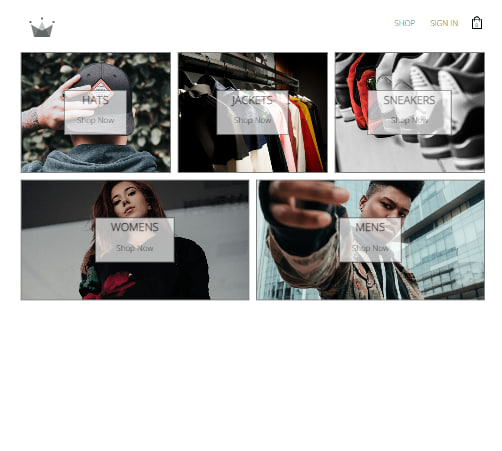 SHOP
SIGN IN
HATS
Shop Now
JACKETS
Shop Now
SNEAKERS
Shop Now
WOMENS
Shop Now
MENS
Shop Now